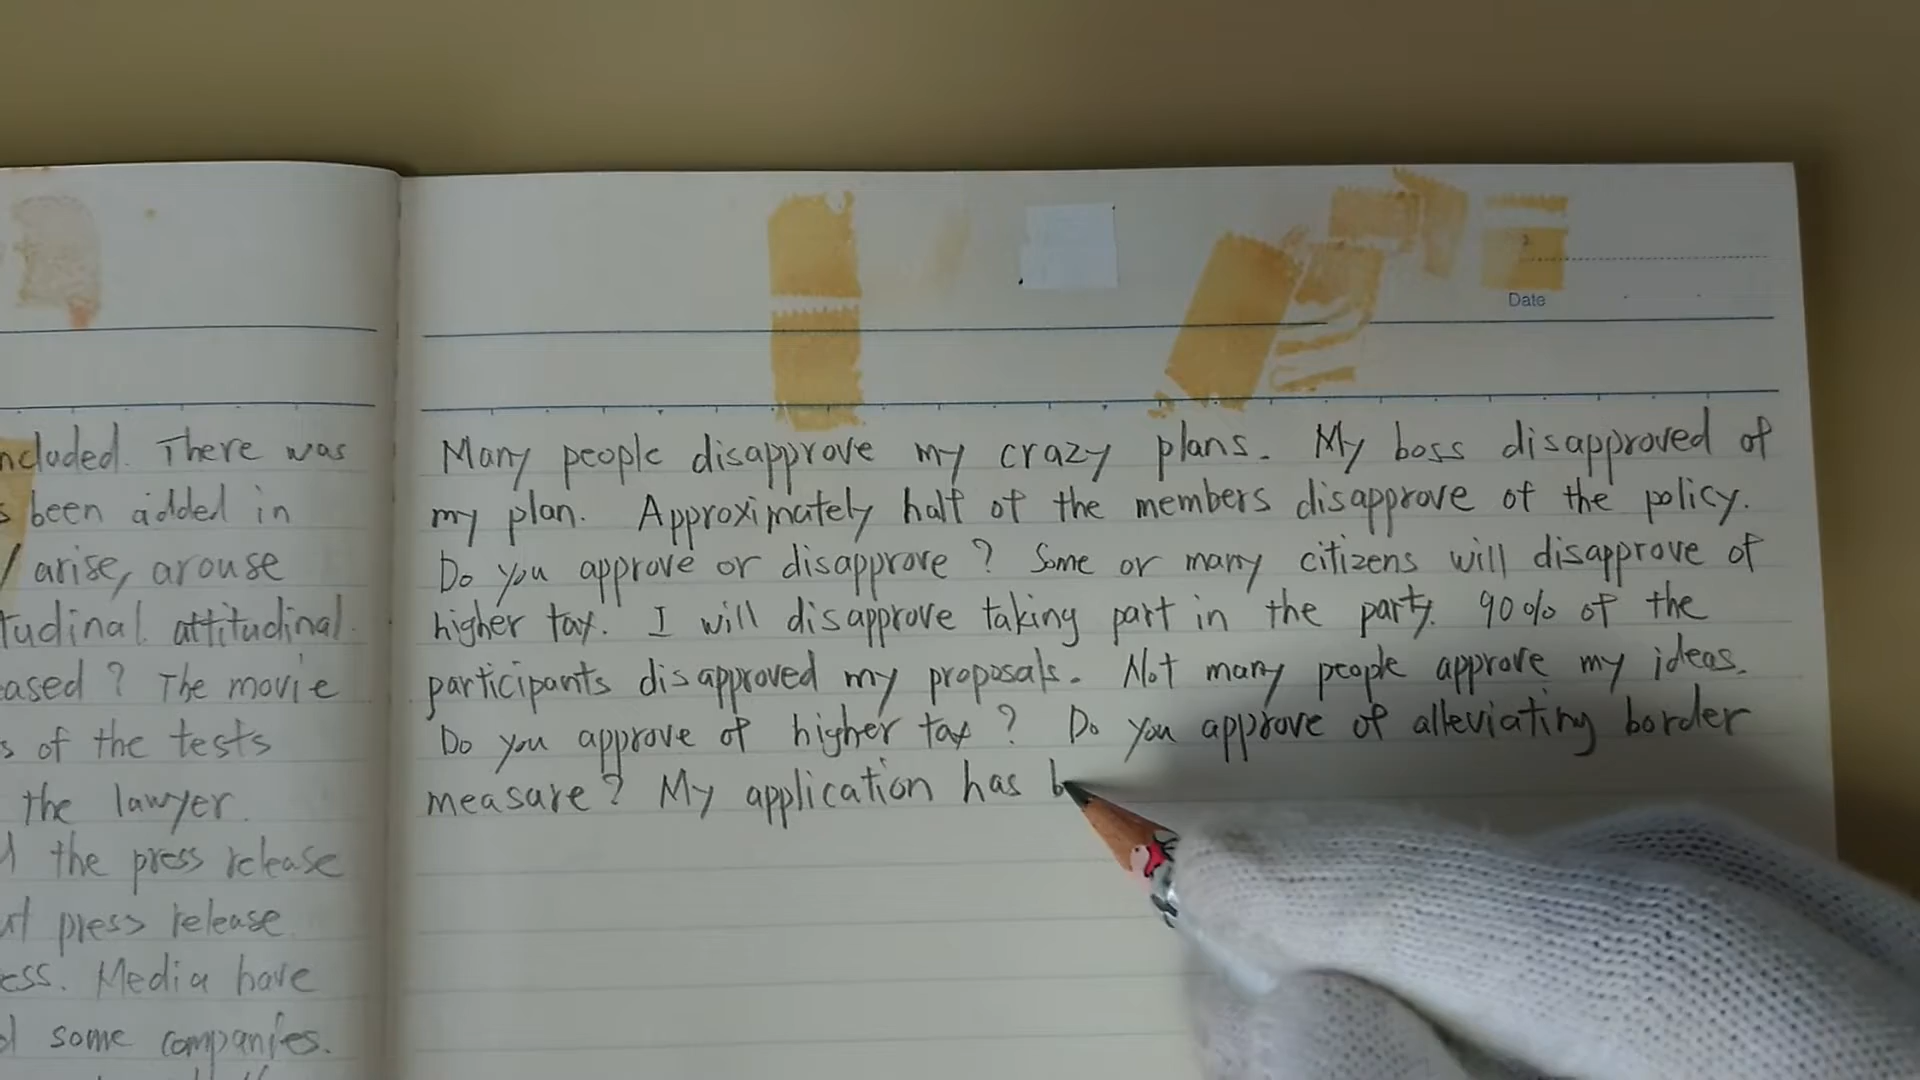 ncluded. There was
been added in
arise, arouse
tudinal attitudinal.
ased? The movie
s of the tests
the lawyer.
the press release
press release
ess. Media have
some companies.
Date
Many people disapprove my crazy plans. My boss disapproved of
my plan. Approximately half of the members disapprove of the policy.
Do you approve or disapprove? Some or many citizens will disapprove of
higher tax. I will disapprove taking part in the party. 90% of the
participants disapproved my proposals. Not many people approve my ideas.
Do you approve of higher tax? Do you approve of alleviating border
measure? My application has b